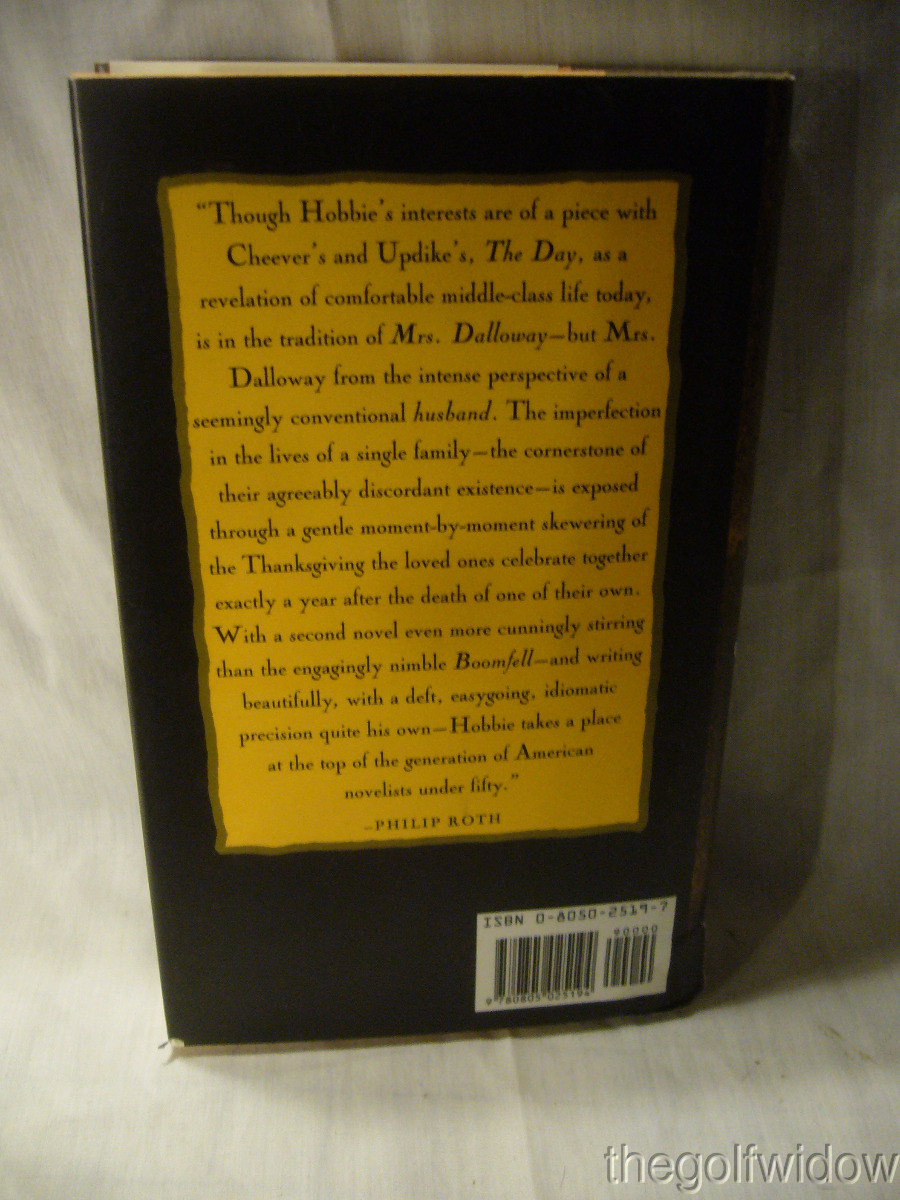 “Though Hobbie’s interests are of a piece with
Cheever’s and Updike’s, The Day, as a
revelation of comfortable middle-class life today,
is in the tradition of Mrs. Dalloway—but Mrs.
Dalloway from the intense perspective of a
seemingly conventional husband. The imperfection
in the lives of a single family—the cornerstone of
their agreeably discordant existence—is exposed
through a gentle moment-by-moment skewering of
the Thanksgiving the loved ones celebrate together
exactly a year after the death of one of their own.
With a second novel even more cunningly stirring
than the engagingly nimble Boomfell—and writing
beautifully, with a deft, easygoing, idiomatic
precision quite his own—Hobbie takes a place
at the top of the generation of American
novelists under fifty.”
–PHILIP ROTH
ISBN 0-8050-2519-7
90000
9 780805 025194
thegolfwidow